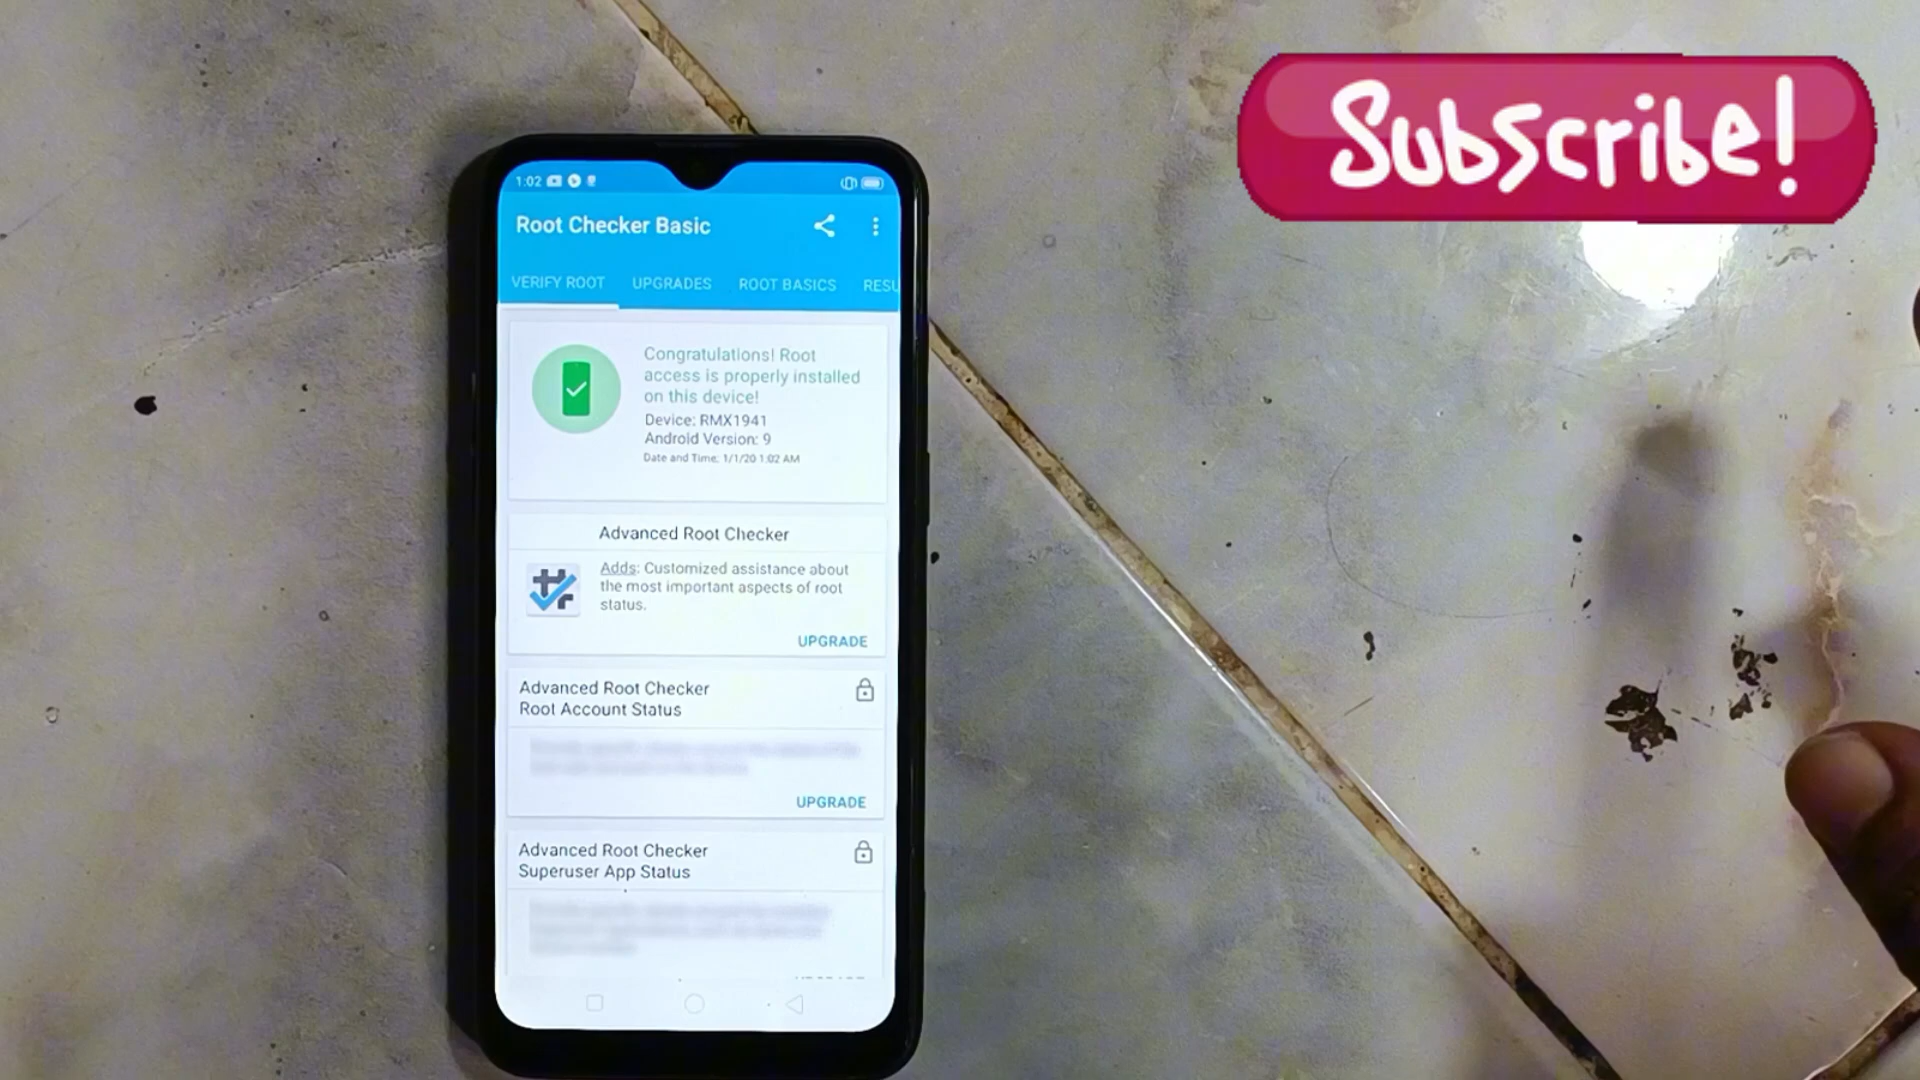 Subscribe!
1:02
Root Checker Basic
VERIFY ROOT UPGRADES ROOT BASICS RESU
Congratulations! Root
access is properly installed
on this device!
Device: RMX1941
Android Version: 9
Date and Time: 1/1/20 1:02 AM
Advanced Root Checker
Adds: Customized assistance about
the most important aspects of root
status.
UPGRADE
Advanced Root Checker
Root Account Status
UPGRADE
Advanced Root Checker
Superuser App Status